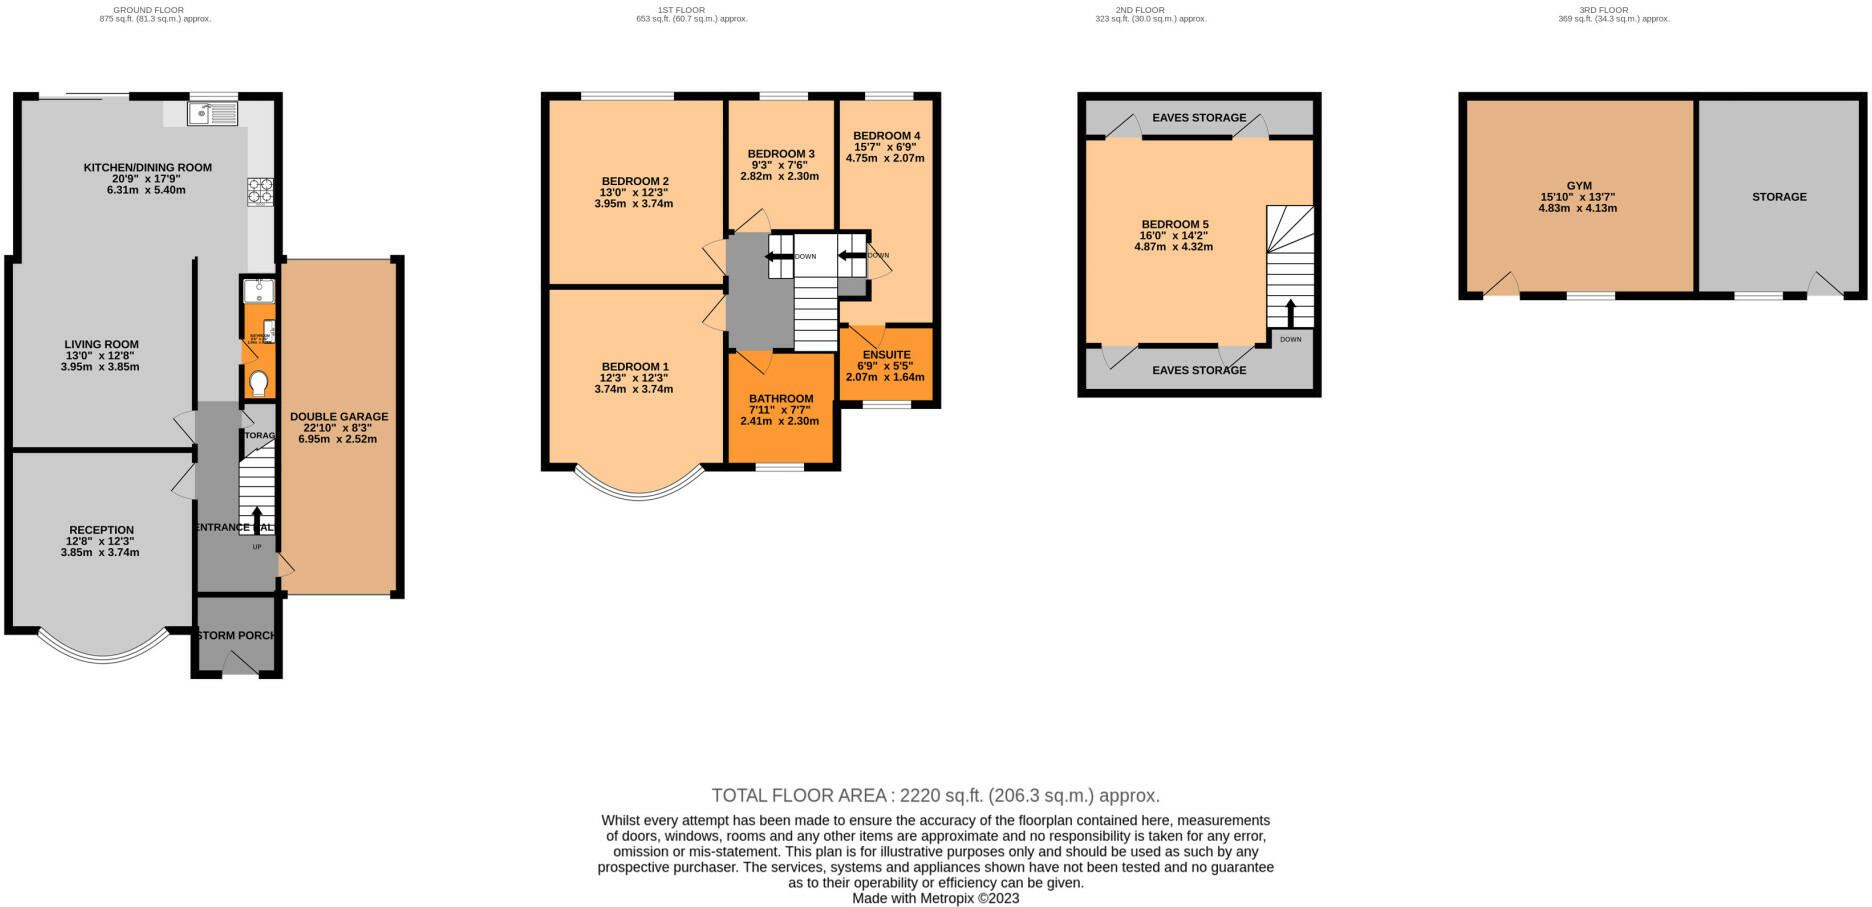 GROUND FLOOR
875 sq.ft. (81.3 sq.m.) approx.
KITCHEN/DINING ROOM
20'9" x 17'9"
6.31m x 5.40m
LIVING ROOM
13'0" x 12'8"
3.95m x 3.85m
DOUBLE GARAGE
22'10" x 8'3"
6.95m x 2.52m
TORAG
RECEPTION
12'8" x 12'3"
3.85m x 3.74m
ENTRANCE HAL
UP
STORM PORCH
1ST FLOOR
653 sq.ft. (60.7 sq.m.) approx.
BEDROOM 2
13'0" x 12'3"
3.95m x 3.74m
BEDROOM 3
9'3" x 7'6"
2.82m x 2.30m
BEDROOM 4
15'7" x 6'9"
4.75m x 2.07m
DOWN
DOWN
BEDROOM 1
12'3" x 12'3"
3.74m x 3.74m
BATHROOM
7'11" x 7'7"
2.41m x 2.30m
ENSUITE
6'9" x 5'5"
2.07m x 1.64m
2ND FLOOR
323 sq.ft. (30.0 sq.m.) approx.
EAVES STORAGE
BEDROOM 5
16'0" x 14'2"
4.87m x 4.32m
DOWN
EAVES STORAGE
3RD FLOOR
369 sq.ft. (34.3 sq.m.) approx.
GYM
15'10" x 13'7"
4.83m x 4.13m
STORAGE
TOTAL FLOOR AREA : 2220 sq.ft. (206.3 sq.m.) approx.
Whilst every attempt has been made to ensure the accuracy of the floorplan contained here, measurements
of doors, windows, rooms and any other items are approximate and no responsibility is taken for any error,
omission or mis-statement. This plan is for illustrative purposes only and should be used as such by any
prospective purchaser. The services, systems and appliances shown have not been tested and no guarantee
as to their operability or efficiency can be given.
Made with Metropix ©2023